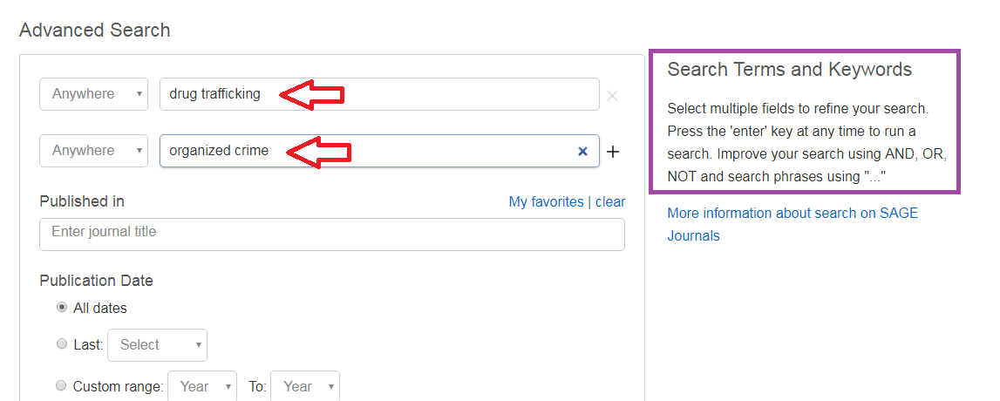 Advanced Search
Anywhere drug trafficking
Anywhere organized crime
Published in My favorites | clear
Enter journal title
Publication Date
All dates
Last: Select
Custom range: Year To: Year
Search Terms and Keywords
Select multiple fields to refine your search.
Press the 'enter' key at any time to run a
search. Improve your search using AND, OR,
NOT and search phrases using "..."
More information about search on SAGE
Journals